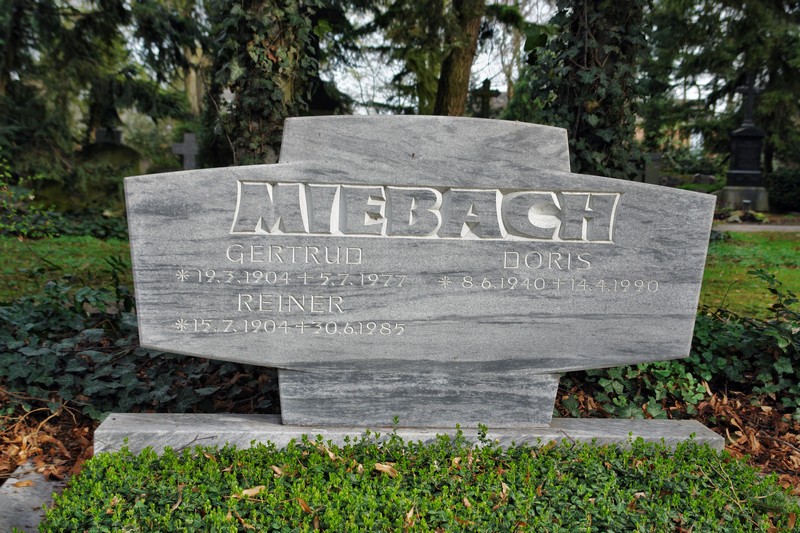 MIEBACH
GERTRUD
* 19.3.1904 + 5.7.1977
REINER
* 15.7.1904 + 30.6.1985
DORIS
* 8.6.1940 + 14.4.1990